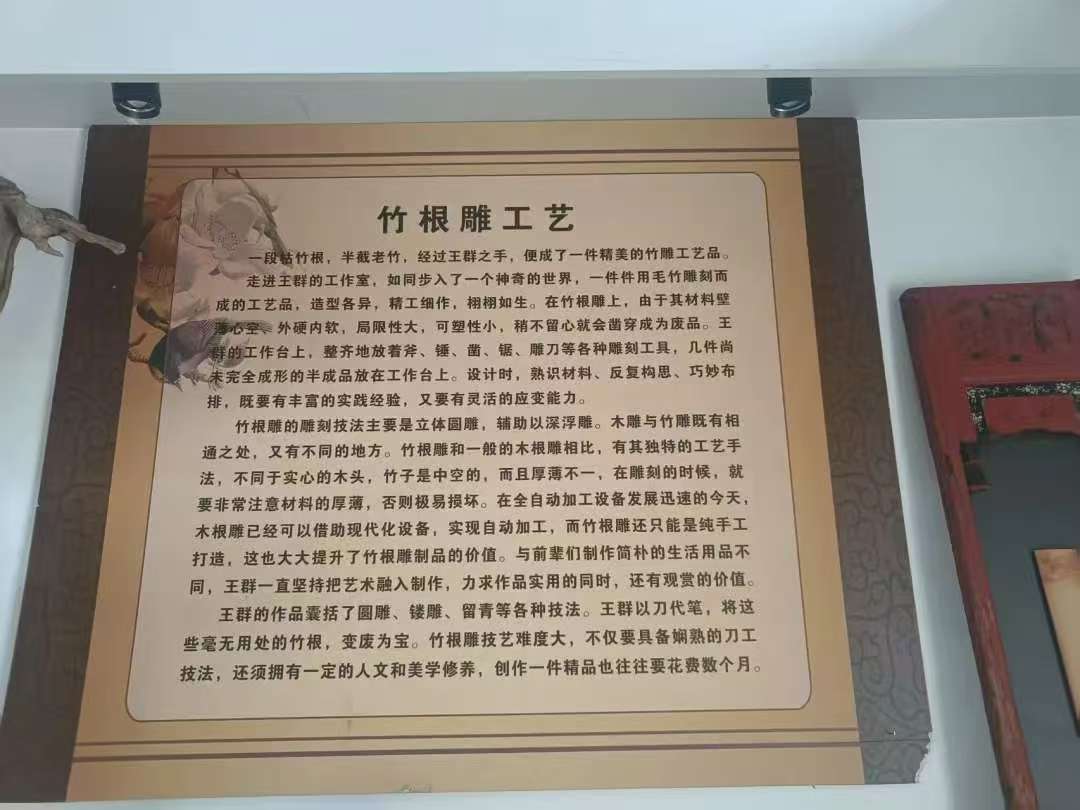 竹根雕工艺
一段枯竹根，半截老竹，经过王群之手，便成了一件精美的竹雕工艺品。
走进王群的工作室，如同步入了一个神奇的世界，一件件用毛竹雕刻而
成的工艺品，造型各异，精工细作，栩栩如生。在竹根雕上，由于其材料壁
薄心空、外硬内软，局限性大，可塑性小，稍不留心就会凿穿成为废品。王
群的工作台上，整齐地放着斧、锤、凿、锯、雕刀等各种雕刻工具，几件尚
未完全成形的半成品放在工作台上。设计时，熟识材料、反复构思、巧妙布
排，既要有丰富的实践经验，又要有灵活的应变能力。
竹根雕的雕刻技法主要是立体圆雕，辅助以深浮雕。木雕与竹雕既有相
通之处，又有不同的地方。竹根雕和一般的木根雕相比，有其独特的工艺手
法，不同于实心的木头，竹子是中空的，而且厚薄不一，在雕刻的时候，就
要非常注意材料的厚薄，否则极易损坏。在全自动加工设备发展迅速的今天，
木根雕已经可以借助现代化设备，实现自动加工，而竹根雕还只能是纯手工
打造，这也大大提升了竹根雕制品的价值。与前辈们制作简朴的生活用品不
同，王群一直坚持把艺术融入制作，力求作品实用的同时，还有观赏的价值。
王群的作品囊括了圆雕、镂雕、留青等各种技法。王群以刀代笔，将这
些毫无用处的竹根，变废为宝。竹根雕技艺难度大，不仅要具备娴熟的刀工
技法，还须拥有一定的人文和美学修养，创作一件精品也往往要花费数个月。